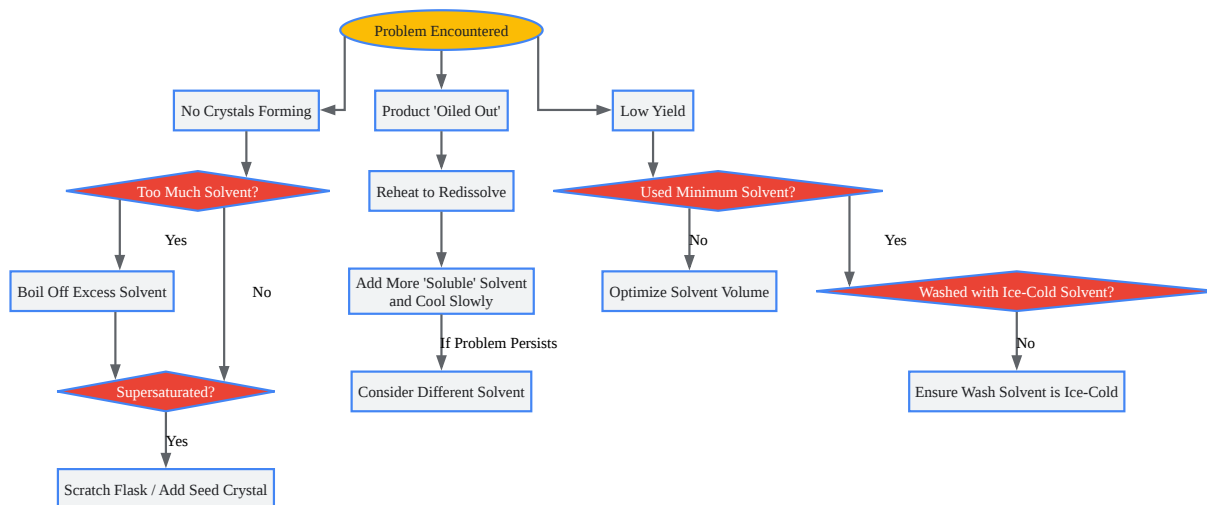 Problem Encountered
No Crystals Forming
Product 'Oiled Out'
Low Yield
Too Much Solvent?
Reheat to Redissolve
Used Minimum Solvent?
Yes
No
Yes
Boil Off Excess Solvent
No
Add More 'Soluble' Solvent
and Cool Slowly
Optimize Solvent Volume
Washed with Ice-Cold Solvent?
If Problem Persists
No
Supersaturated?
Consider Different Solvent
Ensure Wash Solvent is Ice-Cold
Yes
Scratch Flask / Add Seed Crystal